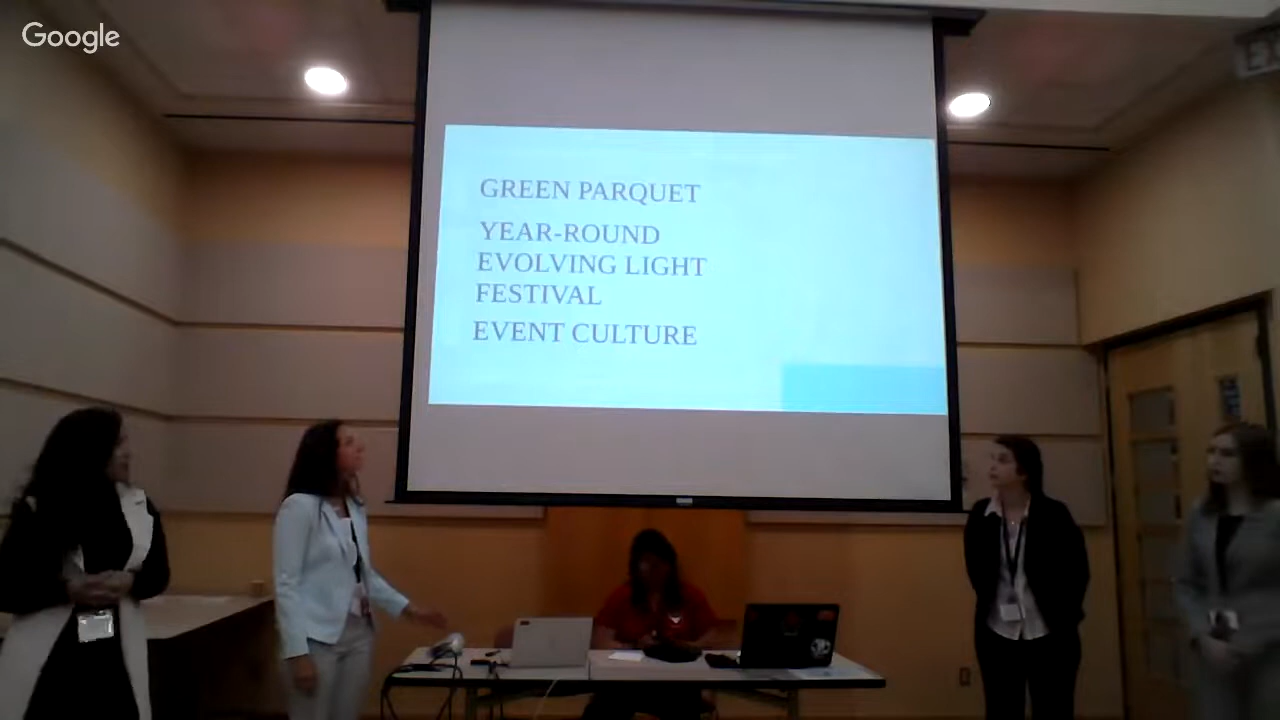 Google
GREEN PARQUET
YEAR-ROUND
EVOLVING LIGHT
FESTIVAL
EVENT CULTURE